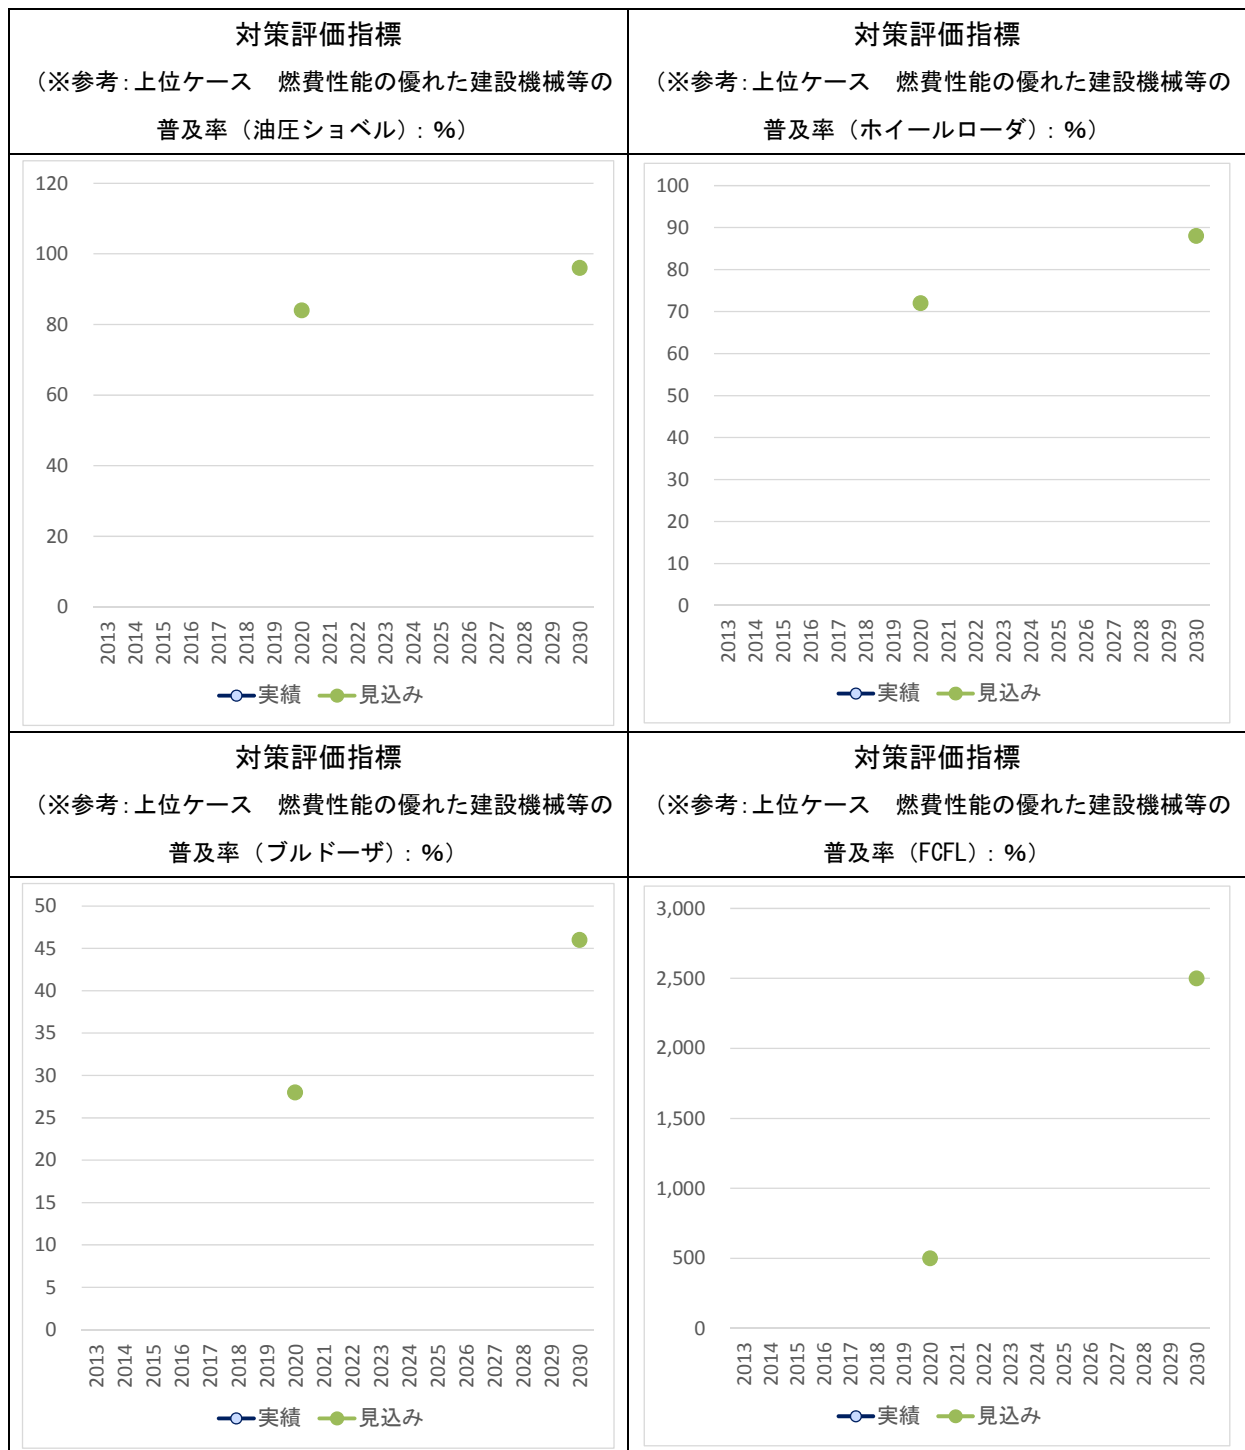 対策評価指標
（※参考：上位ケース　燃費性能の優れた建設機械等の
普及率（油圧ショベル）：％）
対策評価指標
（※参考：上位ケース　燃費性能の優れた建設機械等の
普及率（ホイールローダ）：％）
120
100
80
60
40
20
0
2013 2014 2015 2016 2017 2018 2019 2020 2021 2022 2023 2024 2025 2026 2027 2028 2029 2030
実績 見込み
100
90
80
70
60
50
40
30
20
10
0
2013 2014 2015 2016 2017 2018 2019 2020 2021 2022 2023 2024 2025 2026 2027 2028 2029 2030
実績 見込み
対策評価指標
（※参考：上位ケース　燃費性能の優れた建設機械等の
普及率（ブルドーザ）：％）
対策評価指標
（※参考：上位ケース　燃費性能の優れた建設機械等の
普及率（FCFL）：％）
50
45
40
35
30
25
20
15
10
5
0
2013 2014 2015 2016 2017 2018 2019 2020 2021 2022 2023 2024 2025 2026 2027 2028 2029 2030
実績 見込み
3,000
2,500
2,000
1,500
1,000
500
0
2013 2014 2015 2016 2017 2018 2019 2020 2021 2022 2023 2024 2025 2026 2027 2028 2029 2030
実績 見込み